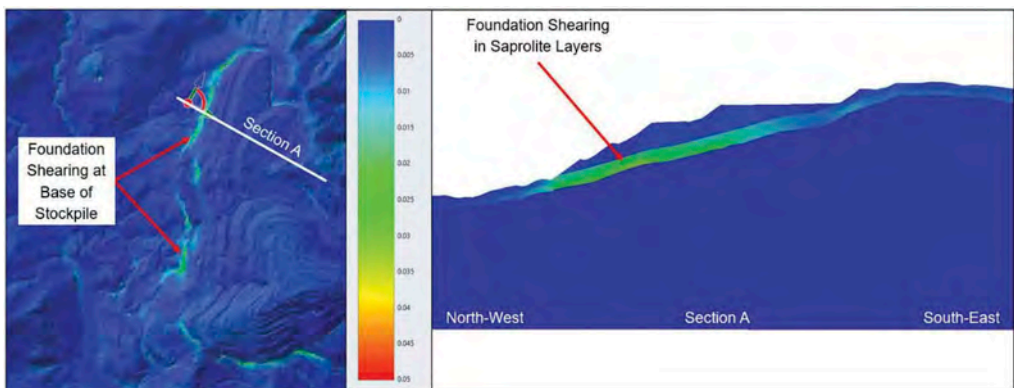 Foundation
Shearing at
Base of
Stockpile
Section A
0
0.005
0.01
0.015
0.02
0.025
0.03
0.035
0.04
0.045
0.05
Foundation Shearing
in Saprolite Layers
North-West
Section A
South-East